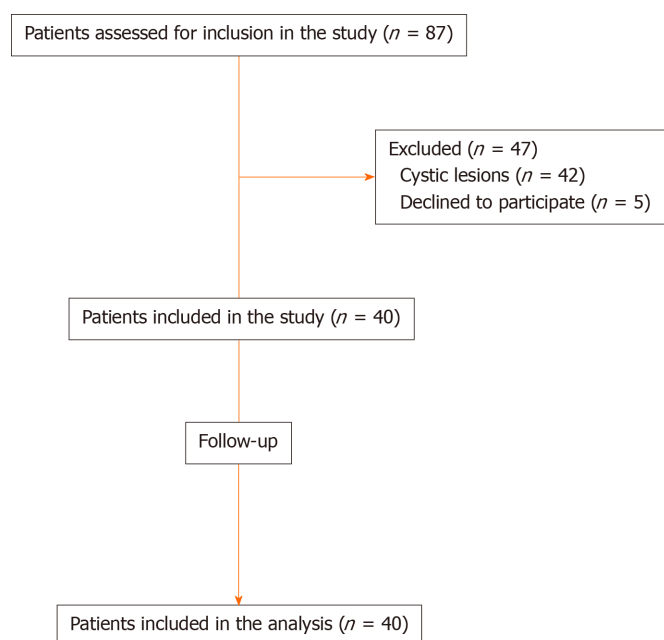 Patients assessed for inclusion in the study (n = 87)
Excluded (n = 47)
Cystic lesions (n = 42)
Declined to participate (n = 5)
Patients included in the study (n = 40)
Follow-up
Patients included in the analysis (n = 40)